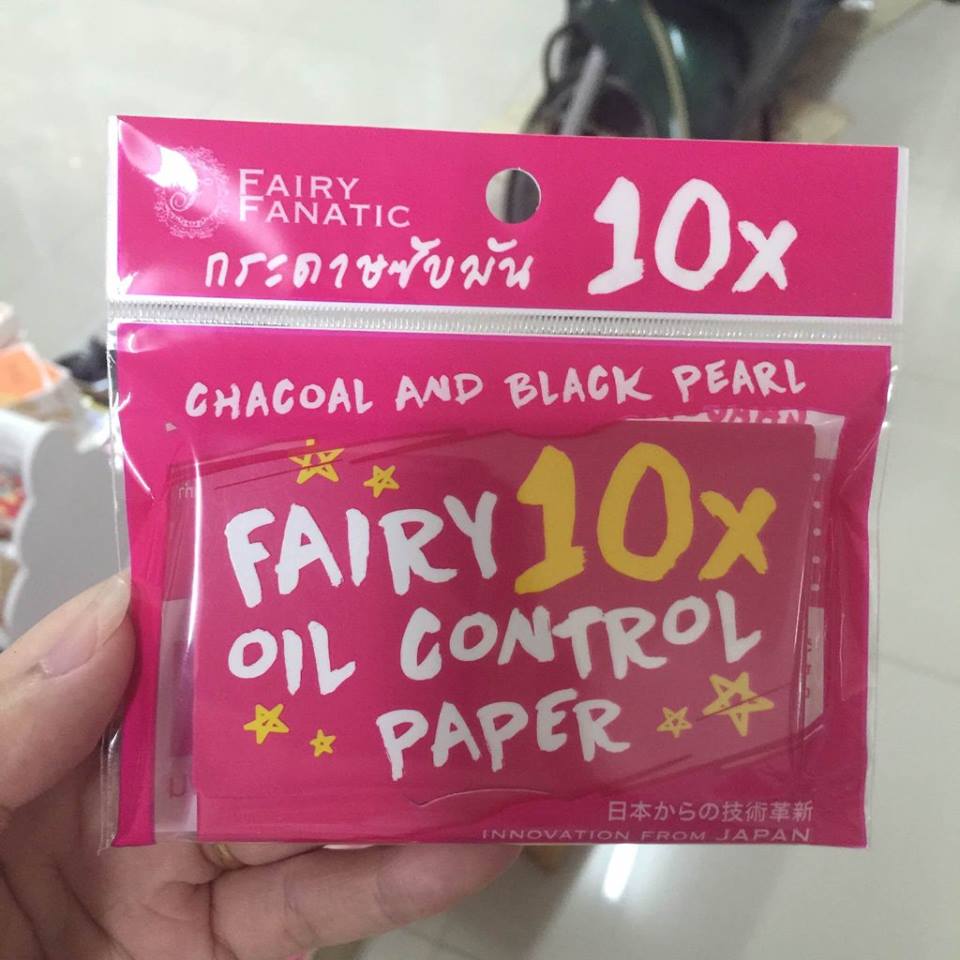 FAIRY
FANATIC
กระดาษซับมัน
10x
CHACOAL AND BLACK PEARL
FAIRY 10x
OIL CONTROL
PAPER
日本からの技術革新
INNOVATION FROM JAPAN